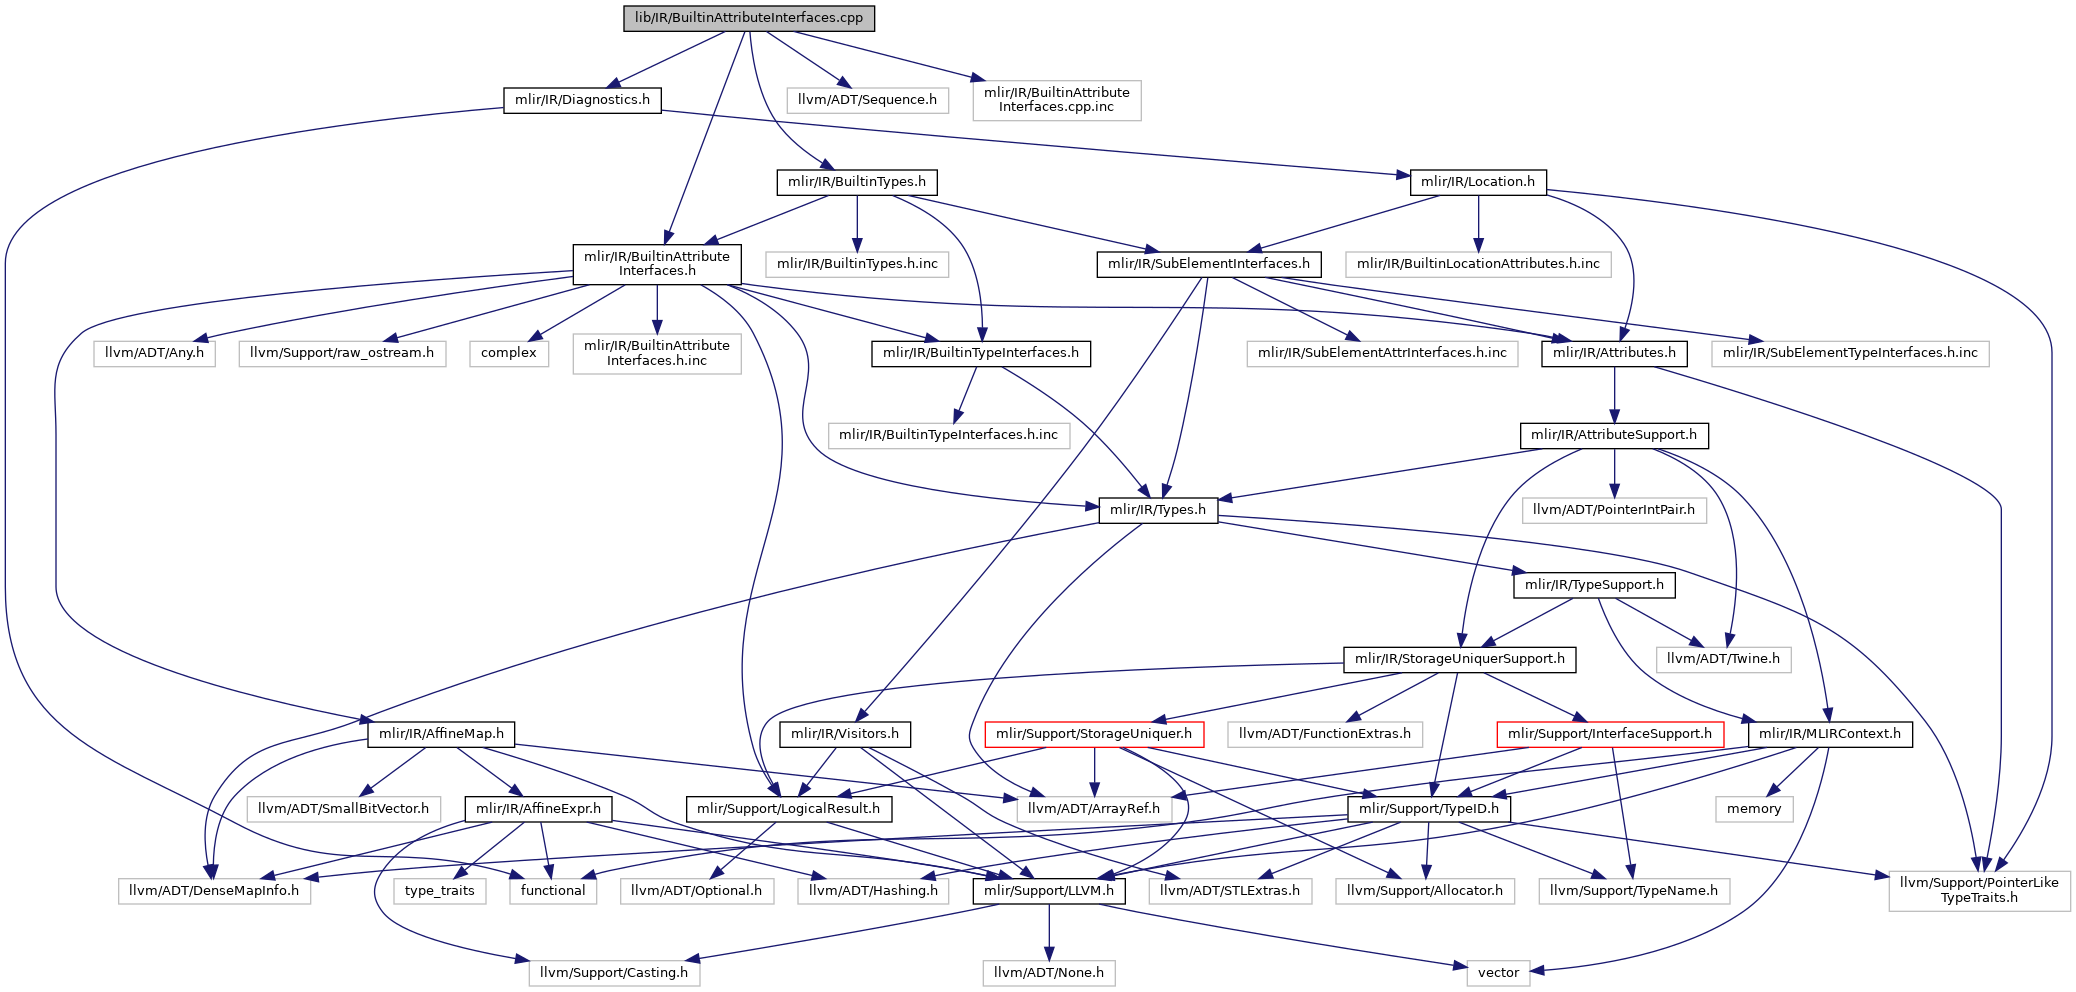 lib/IR/BuiltinAttributeInterfaces.cpp
mlir/IR/Diagnostics.h
llvm/ADT/Sequence.h
mlir/IR/BuiltinAttribute
Interfaces.cpp.inc
mlir/IR/BuiltinTypes.h
mlir/IR/Location.h
mlir/IR/BuiltinAttribute
Interfaces.h
mlir/IR/BuiltinTypes.h.inc
mlir/IR/SubElementInterfaces.h
mlir/IR/BuiltinLocationAttributes.h.inc
llvm/ADT/Any.h
llvm/Support/raw_ostream.h
complex
mlir/IR/BuiltinAttribute
Interfaces.h.inc
mlir/IR/BuiltinTypeInterfaces.h
mlir/IR/SubElementAttrInterfaces.h.inc
mlir/IR/Attributes.h
mlir/IR/SubElementTypeInterfaces.h.inc
mlir/IR/BuiltinTypeInterfaces.h.inc
mlir/IR/AttributeSupport.h
mlir/IR/Types.h
llvm/ADT/PointerIntPair.h
mlir/IR/TypeSupport.h
mlir/IR/StorageUniquerSupport.h
llvm/ADT/Twine.h
mlir/IR/AffineMap.h
mlir/IR/Visitors.h
mlir/Support/StorageUniquer.h
llvm/ADT/FunctionExtras.h
mlir/Support/InterfaceSupport.h
mlir/IR/MLIRContext.h
llvm/ADT/SmallBitVector.h
mlir/IR/AffineExpr.h
mlir/Support/LogicalResult.h
llvm/ADT/ArrayRef.h
mlir/Support/TypeID.h
memory
llvm/ADT/DenseMapInfo.h
type_traits
functional
llvm/ADT/Optional.h
llvm/ADT/Hashing.h
mlir/Support/LLVM.h
llvm/ADT/STLExtras.h
llvm/Support/Allocator.h
llvm/Support/TypeName.h
llvm/Support/PointerLike
TypeTraits.h
llvm/Support/Casting.h
llvm/ADT/None.h
vector